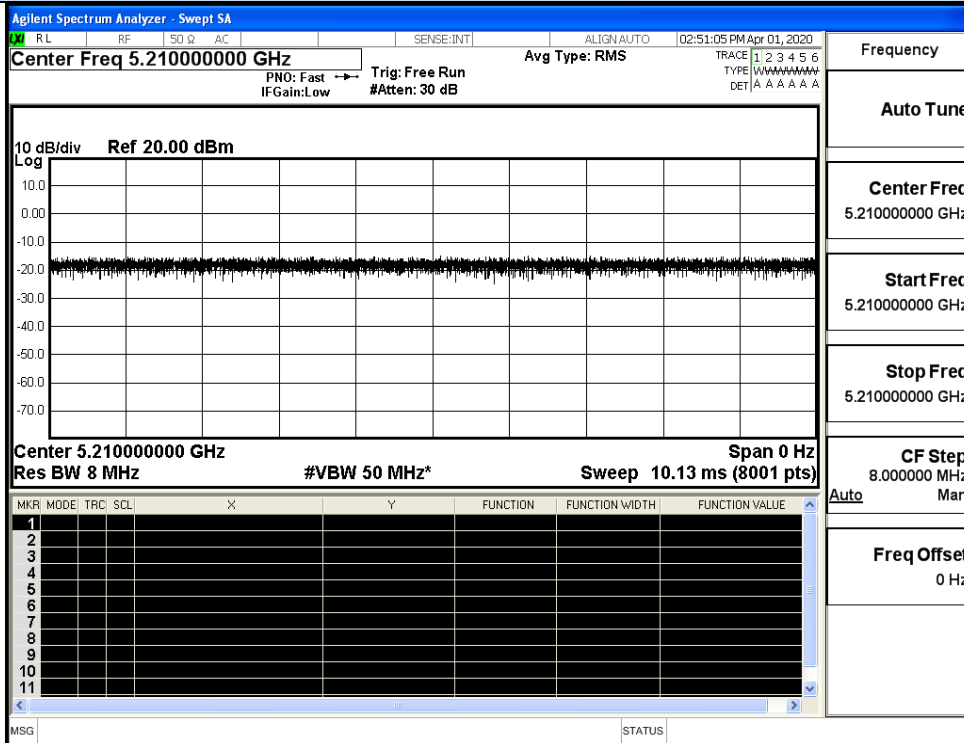 Agilent Spectrum Analyzer - Swept SA
LXI RL RF 50 Ω AC SENSE:INT ALIGN AUTO 02:51:05 PM Apr 01, 2020
Center Freq 5.210000000 GHz
PNO: Fast
IFGain:Low
Trig: Free Run
#Atten: 30 dB
Avg Type: RMS
TRACE 1 2 3 4 5 6
TYPE WWWWWW
DET A A A A A A
10 dB/div
Log
Ref 20.00 dBm
10.0
0.00
-10.0
-20.0
-30.0
-40.0
-50.0
-60.0
-70.0
Center 5.210000000 GHz Span 0 Hz
Res BW 8 MHz #VBW 50 MHz* Sweep 10.13 ms (8001 pts)
MKR MODE TRC SCL X Y FUNCTION FUNCTION WIDTH FUNCTION VALUE
1
2
3
4
5
6
7
8
9
10
11
MSG STATUS
Frequency
Auto Tune
Center Freq
5.210000000 GHz
Start Freq
5.210000000 GHz
Stop Freq
5.210000000 GHz
CF Step
8.000000 MHz
Auto Man
Freq Offset
0 Hz